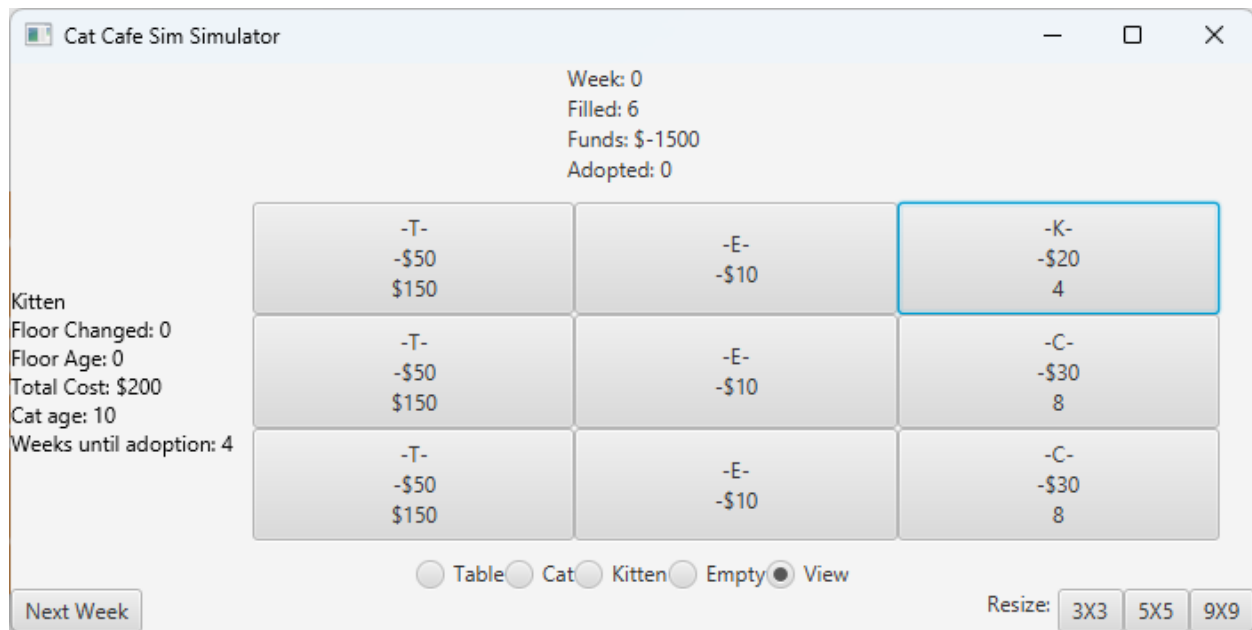 Cat Cafe Sim Simulator
Week: 0
Filled: 6
Funds: $-1500
Adopted: 0
Kitten
Floor Changed: 0
Floor Age: 0
Total Cost: $200
Cat age: 10
Weeks until adoption: 4
-T-
-$50
$150
-E-
-$10
-K-
-$20
4
-T-
-$50
$150
-E-
-$10
-C-
-$30
8
-T-
-$50
$150
-E-
-$10
-C-
-$30
8
Table Cat Kitten Empty View
Next Week
Resize: 3X3 5X5 9X9